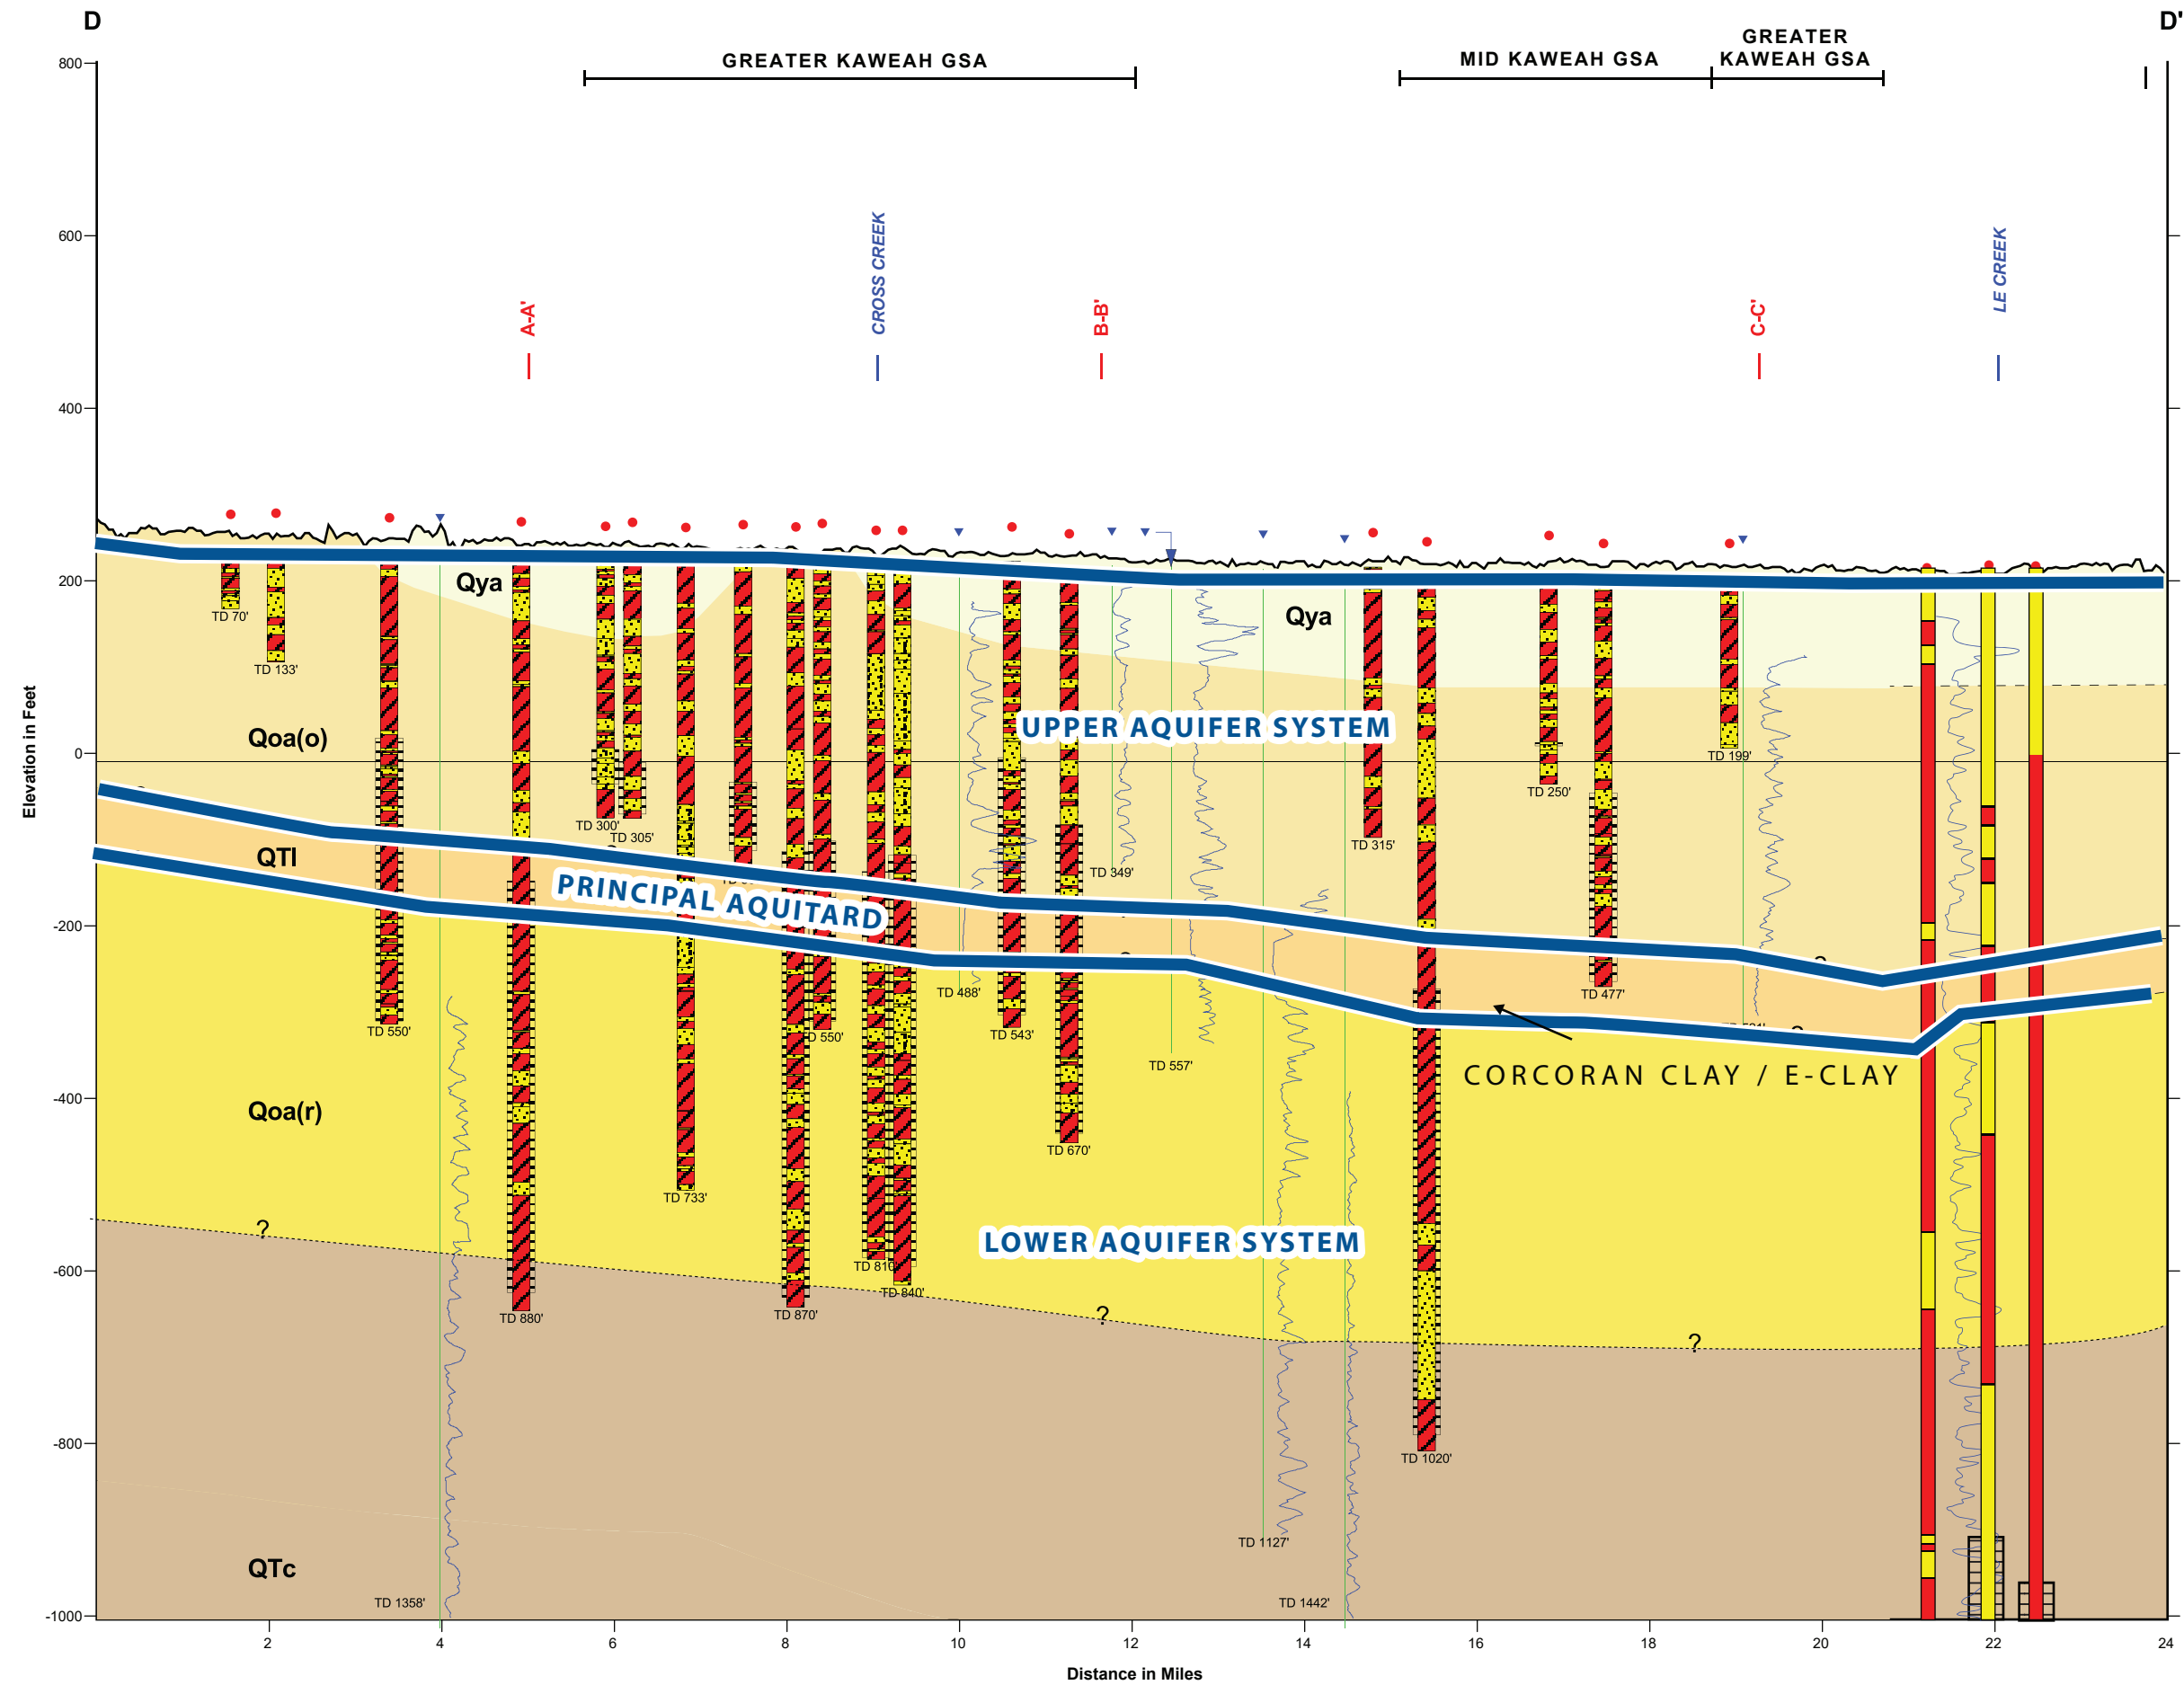 D
D'
GREATER KAWEAH GSA
MID KAWEAH GSA
GREATER
KAWEAH GSA
800
600
400
200
0
-200
-400
-600
-800
-1000
Elevation in Feet
A-A'
CROSS CREEK
B-B'
C-C'
LE CREEK
Qya
Qya
TD 70'
TD 133'
Qoa(o)
UPPER AQUIFER SYSTEM
TD 199'
TD 250'
TD 300'
TD 305'
TD 315'
QTl
TD 349'
PRINCIPAL AQUITARD
?
TD 488'
TD 477'
TD 550'
D 550'
TD 543'
?
TD 557'
CORCORAN CLAY / E-CLAY
Qoa(r)
TD 670'
TD 733'
?
LOWER AQUIFER SYSTEM
TD 810
TD 840'
TD 880'
TD 870'
?
?
TD 1020'
TD 1127'
QTc
TD 1358'
TD 1442'
2
4
6
8
10
12
14
16
18
20
22
24
Distance in Miles